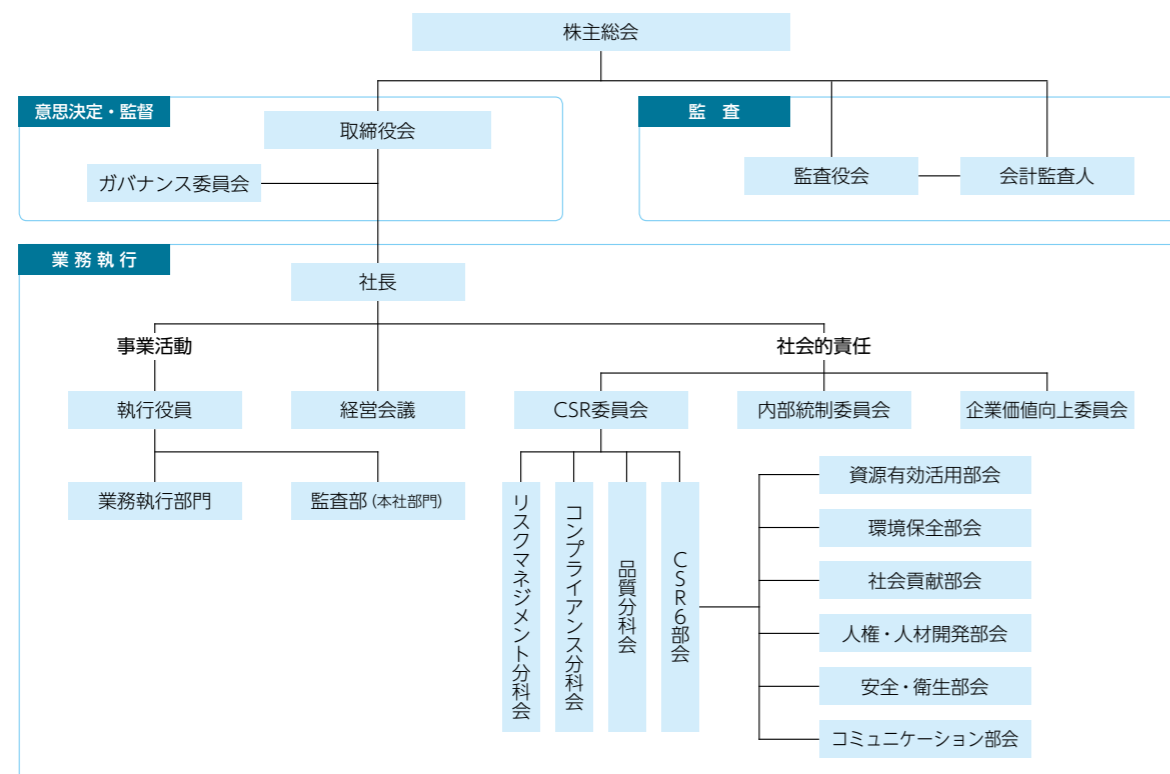 株主総会
意思決定・監督
取締役会
ガバナンス委員会
監　査
監査役会
会計監査人
業務執行
社長
事業活動
社会的責任
執行役員
経営会議
CSR委員会
内部統制委員会
企業価値向上委員会
業務執行部門
監査部（本社部門）
リスクマネジメント分科会
コンプライアンス分科会
品質分科会
CSR6部会
資源有効活用部会
環境保全部会
社会貢献部会
人権・人材開発部会
安全・衛生部会
コミュニケーション部会